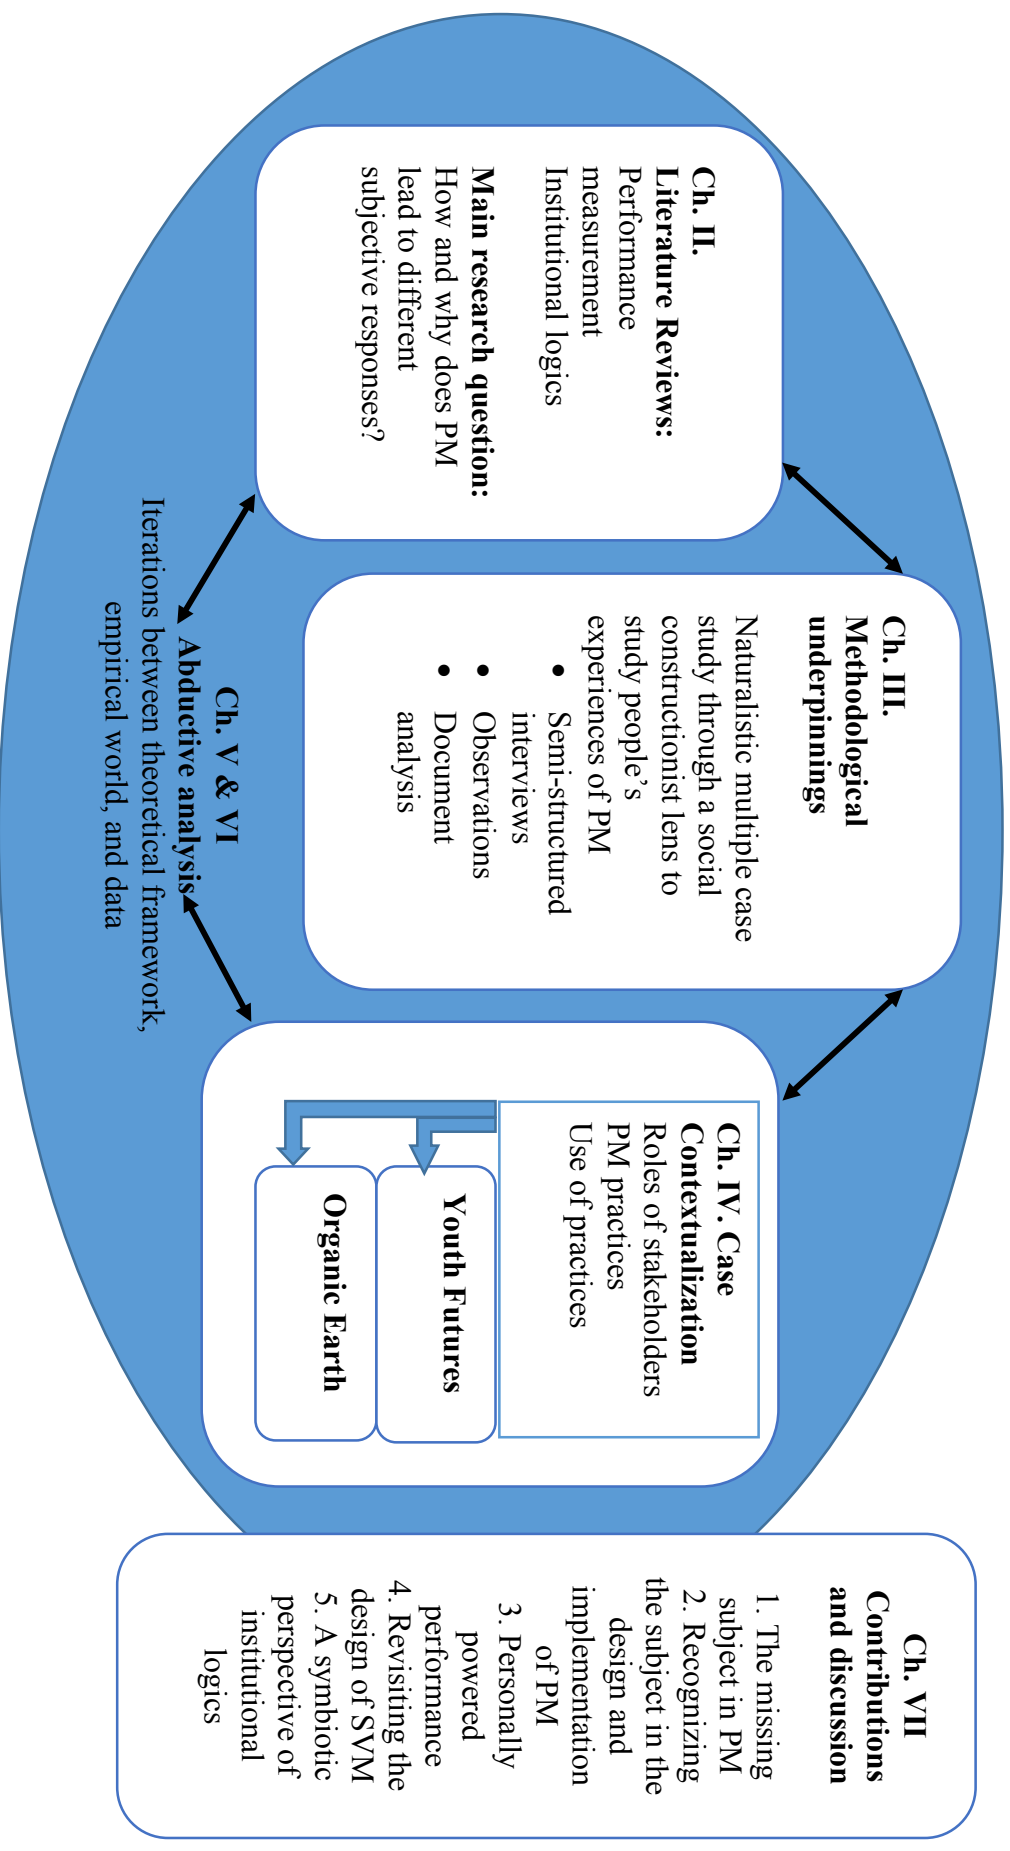 Ch. II.
Literature Reviews:
Performance
measurement
Institutional logics
Main research question:
How and why does PM
lead to different
subjective responses?
Ch. III.
Methodological
underpinnings
Naturalistic multiple case
study through a social
constructionist lens to
study people’s
experiences of PM
• Semi-structured
interviews
• Observations
• Document
analysis
Ch. IV. Case
Contextualization
Roles of stakeholders
PM practices
Use of practices
Youth Futures
Organic Earth
Ch. V & VI
Abductive analysis
Iterations between theoretical framework,
empirical world, and data
Ch. VII
Contributions
and discussion
1. The missing
subject in PM
2. Recognizing
the subject in the
design and
implementation
of PM
3. Personally
powered
performance
4. Revisiting the
design of SVM
5. A symbiotic
perspective of
institutional
logics